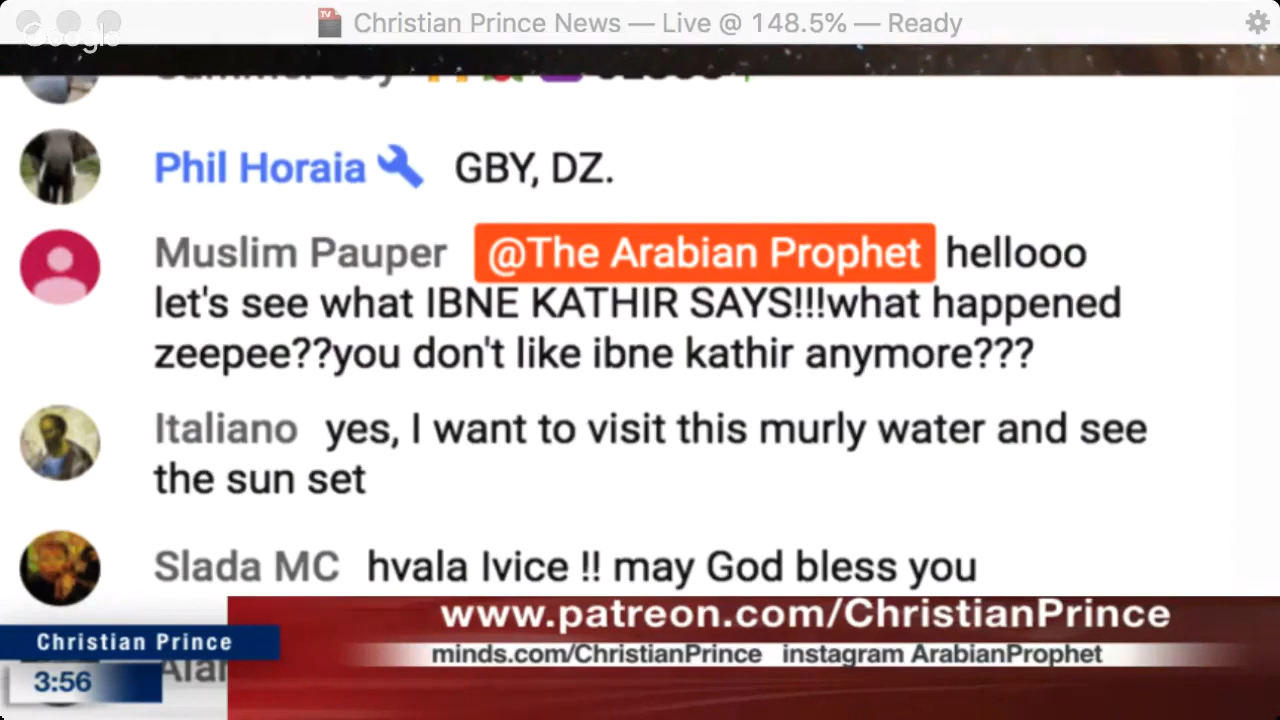 Christian Prince News — Live @ 148.5% — Ready
Google
Phil Horaia GBY, DZ.
Muslim Pauper @The Arabian Prophet hellooo
let's see what IBNE KATHIR SAYS!!!what happened
zeepee??you don't like ibne kathir anymore???
Italiano yes, I want to visit this murly water and see
the sun set
Slada MC hvala Ivice !! may God bless you
www.patreon.com/ChristianPrince
Christian Prince
minds.com/ChristianPrince instagram ArabianProphet
3:56